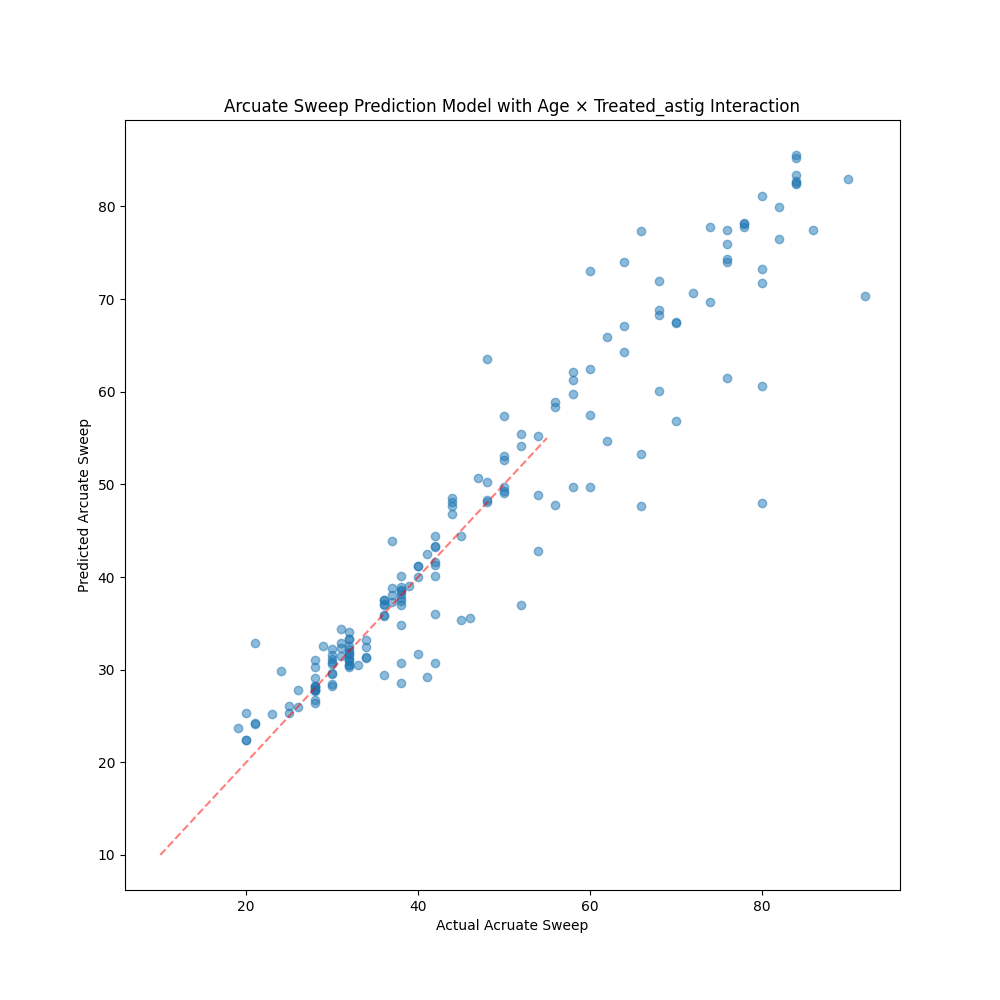 Arcuate Sweep Prediction Model with Age × Treated_astig Interaction
Predicted Arcuate Sweep
80
70
60
50
40
30
20
10
20 40 60 80
Actual Acruate Sweep